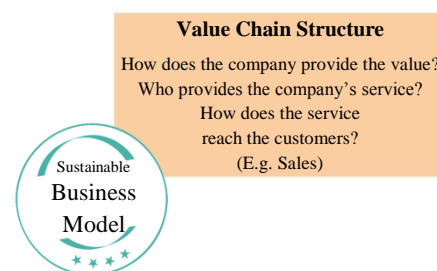 Value Chain Structure
How does the company provide the value?
Who provides the company’s service?
How does the service
reach the customers?
(E.g. Sales)
Sustainable
Business
Model